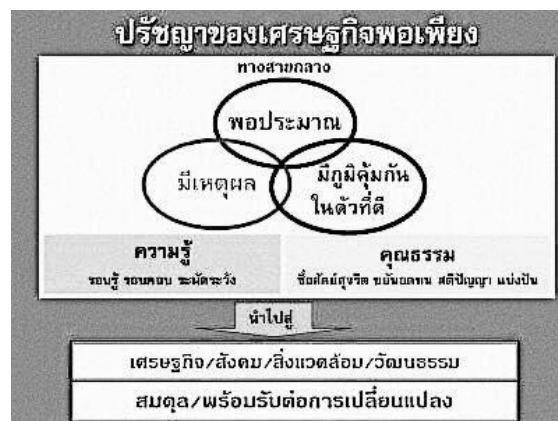 ปรัชญาของเศรษฐกิจพอเพียง
ทางสายกลาง
พอประมาณ
มีเหตุผล
มีภูมิคุ้มกัน
ในตัวที่ดี
ความรู้
รอบรู้ รอบคอบ ระมัดระวัง
คุณธรรม
ซื่อสัตย์สุจริต ขยันอดทน สติปัญญา แบ่งปัน
นำไปสู่
เศรษฐกิจ/สังคม/สิ่งแวดล้อม/วัฒนธรรม
สมดุล/พร้อมรับต่อการเปลี่ยนแปลง